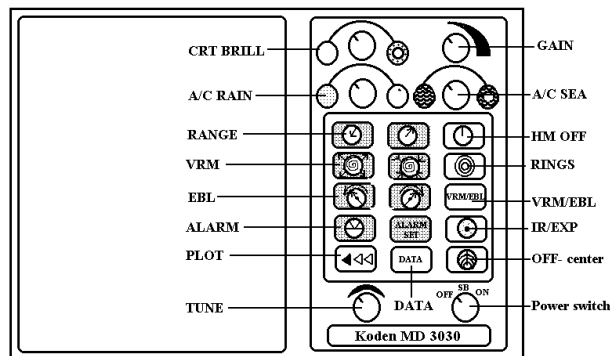 CRT BRILL
GAIN
A/C RAIN
A/C SEA
RANGE
HM OFF
VRM
RINGS
EBL
VRM/EBL
VRM/EBL
ALARM
ALARM SET
IR/EXP
PLOT
DATA
OFF- center
TUNE
DATA
OFF SB ON
Power switch
Koden MD 3030